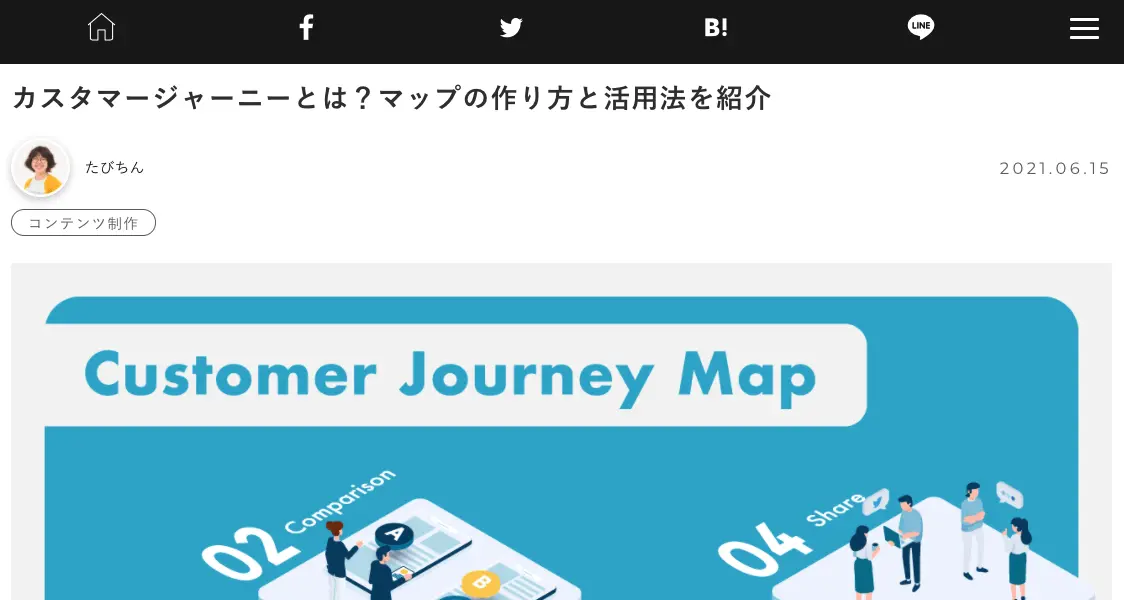 B!
LINE
カスタマージャーニーとは？マップの作り方と活用法を紹介
たびちん
2021.06.15
コンテンツ制作
Customer Journey Map
02 Comparison
A
B
04 Share